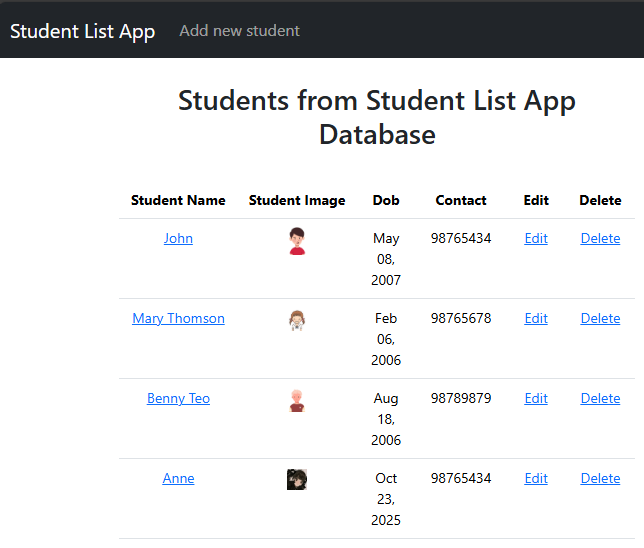 Student List App Add new student
Students from Student List App
Database
Student Name Student Image Dob Contact Edit Delete
John May 98765434 Edit Delete
08,
2007
Mary Thomson Feb 98765678 Edit Delete
06,
2006
Benny Teo Aug 98789879 Edit Delete
18,
2006
Anne Oct 98765434 Edit Delete
23,
2025